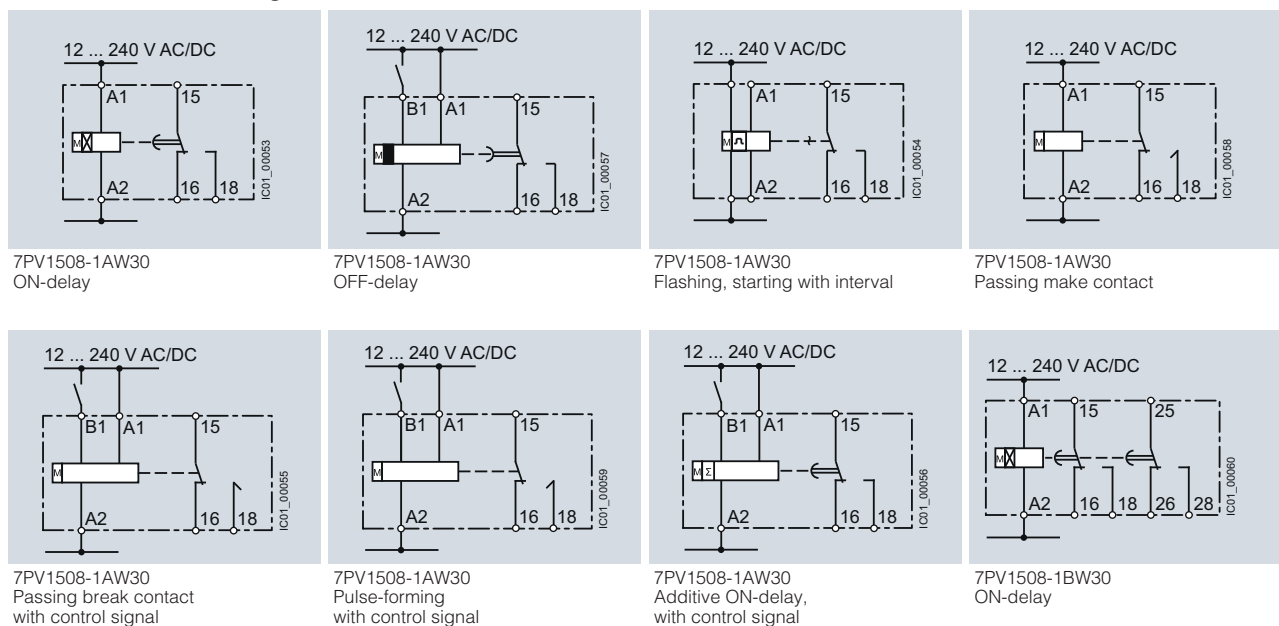 12 ... 240 V AC/DC
A1
15
M
A2
16
18
IC01_00053
7PV1508-1AW30
ON-delay
12 ... 240 V AC/DC
B1
A1
15
M
A2
16
18
IC01_00057
7PV1508-1AW30
OFF-delay
12 ... 240 V AC/DC
A1
15
M
A2
16
18
IC01_00054
7PV1508-1AW30
Flashing, starting with interval
12 ... 240 V AC/DC
A1
15
M
A2
16
18
IC01_00058
7PV1508-1AW30
Passing make contact
12 ... 240 V AC/DC
B1
A1
15
M
A2
16
18
IC01_00055
7PV1508-1AW30
Passing break contact
with control signal
12 ... 240 V AC/DC
B1
A1
15
M
A2
16
18
IC01_00059
7PV1508-1AW30
Pulse-forming
with control signal
12 ... 240 V AC/DC
B1
A1
15
M Σ
A2
16
18
IC01_00056
7PV1508-1AW30
Additive ON-delay,
with control signal
12 ... 240 V AC/DC
A1
15
25
M
A2
16
18
26
28
IC01_00060
7PV1508-1BW30
ON-delay